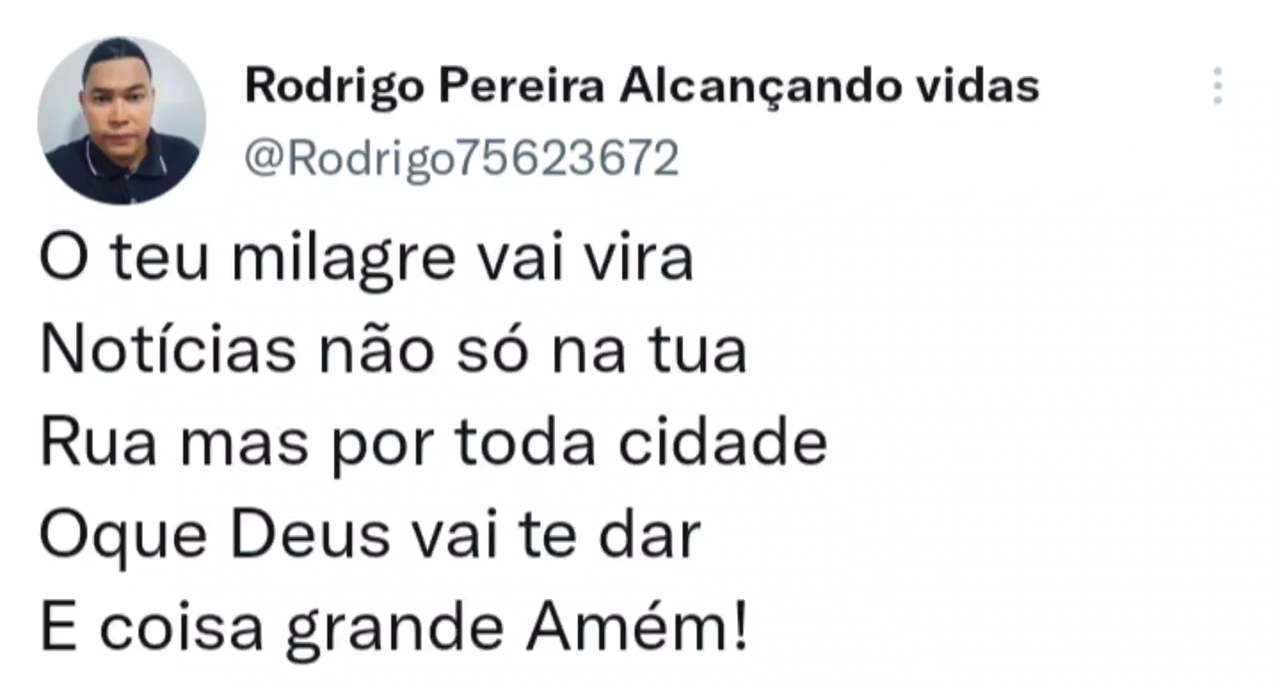 Rodrigo Pereira Alcançando vidas
@Rodrigo75623672
O teu milagre vai vira
Notícias não só na tua
Rua mas por toda cidade
Oque Deus vai te dar
E coisa grande Amém!